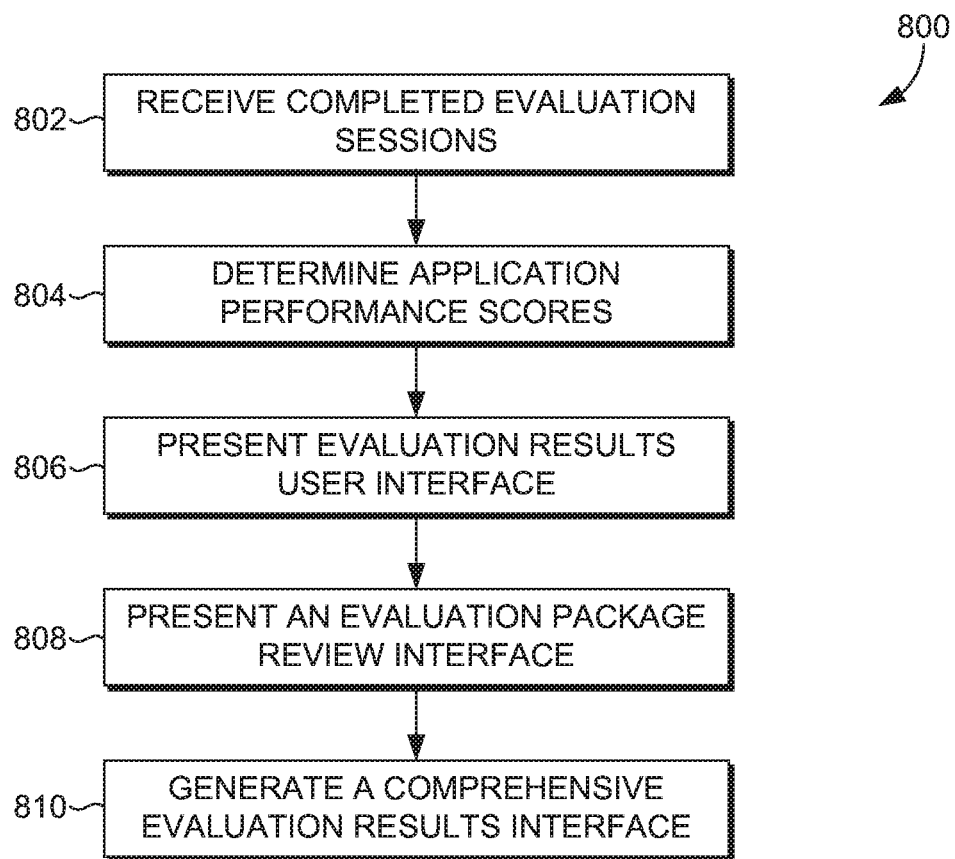 800
802
RECEIVE COMPLETED EVALUATION
SESSIONS
804
DETERMINE APPLICATION
PERFORMANCE SCORES
806
PRESENT EVALUATION RESULTS
USER INTERFACE
808
PRESENT AN EVALUATION PACKAGE
REVIEW INTERFACE
810
GENERATE A COMPREHENSIVE
EVALUATION RESULTS INTERFACE